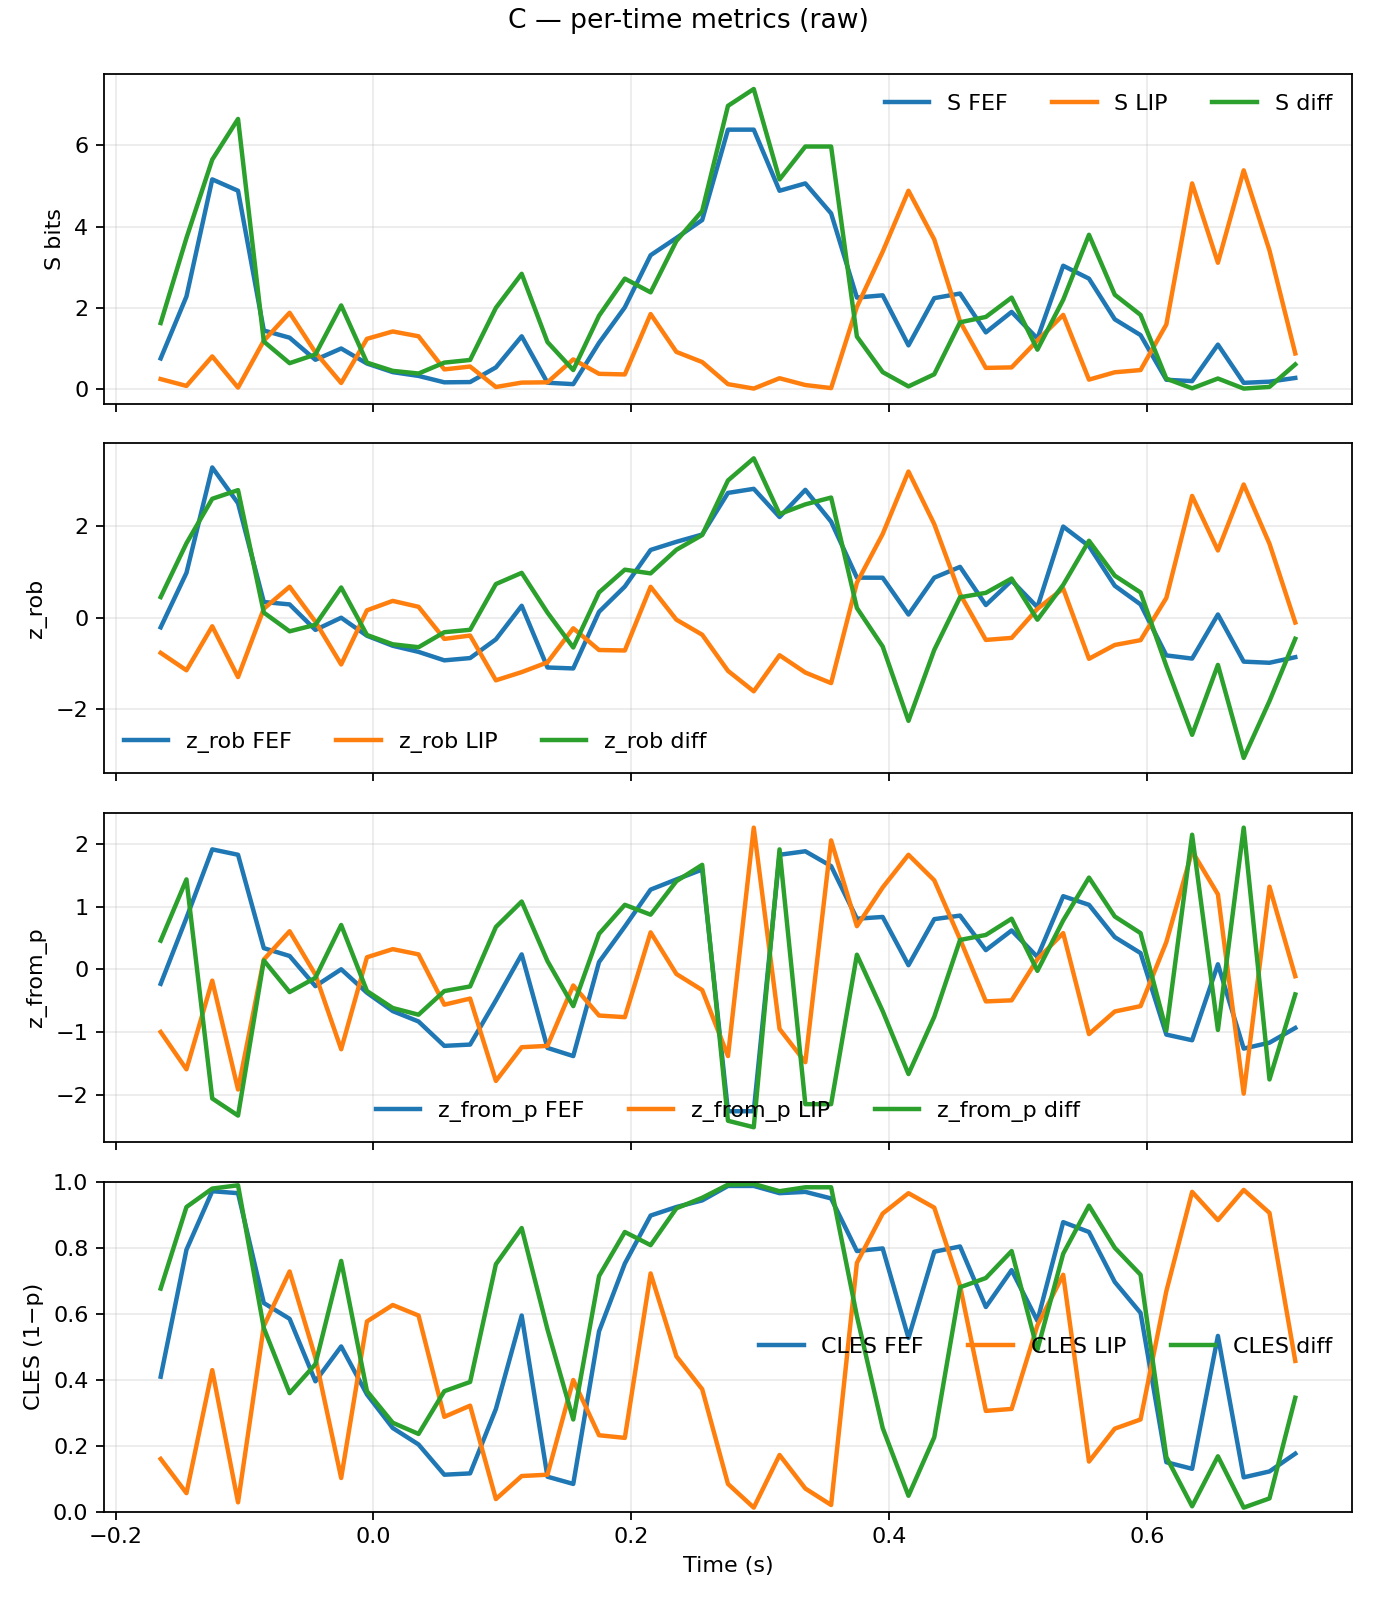 C — per-time metrics (raw)
S FEF S LIP S diff
6
4
2
0
S bits
2
0
−2
z_rob
z_rob FEF z_rob LIP z_rob diff
2
1
0
−1
−2
z_from_p
z_from_p FEF z_from_p LIP z_from_p diff
1.0
0.8
0.6
0.4
0.2
0.0
CLES (1−p)
CLES FEF CLES LIP CLES diff
−0.2 0.0 0.2 0.4 0.6
Time (s)